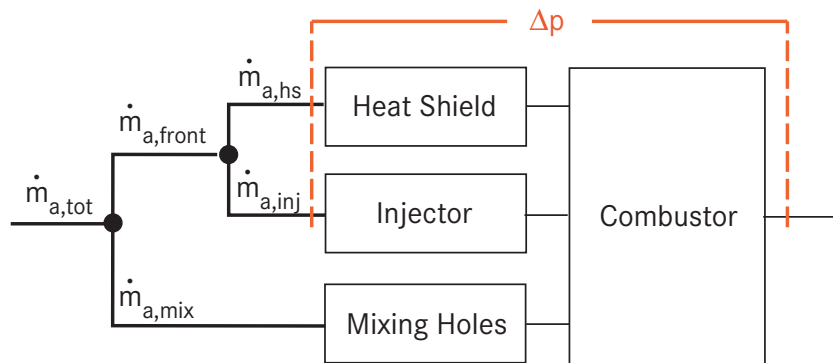 Δp
ṁa,hs
Heat Shield
ṁa,front
ṁa,inj
Injector
ṁa,tot
Combustor
ṁa,mix
Mixing Holes